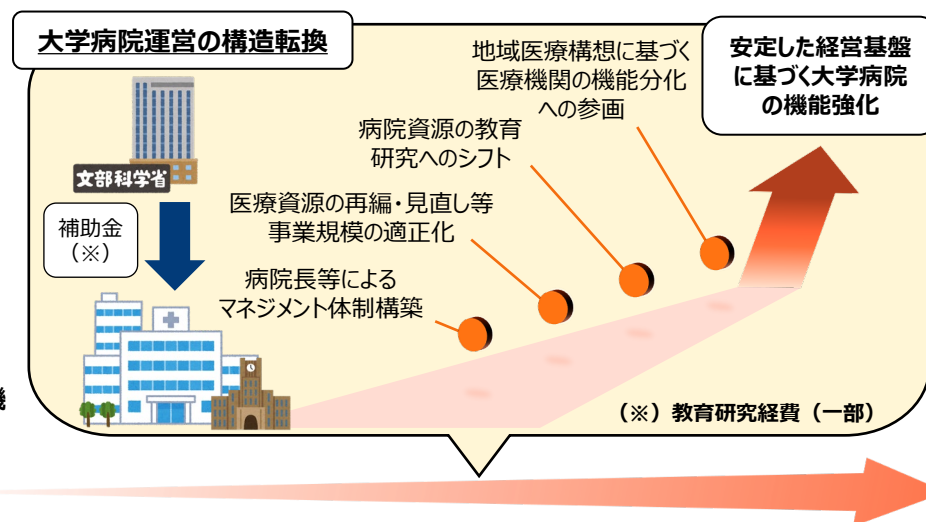 大学病院運営の構造転換
安定した経営基盤
に基づく大学病院
の機能強化
地域医療構想に基づく
医療機関の機能分化
への参画
病院資源の教育
研究へのシフト
文部科学省
医療資源の再編・見直し等
事業規模の適正化
補助金
（※）
病院長等による
マネジメント体制構築
機
（※）教育研究経費（一部）